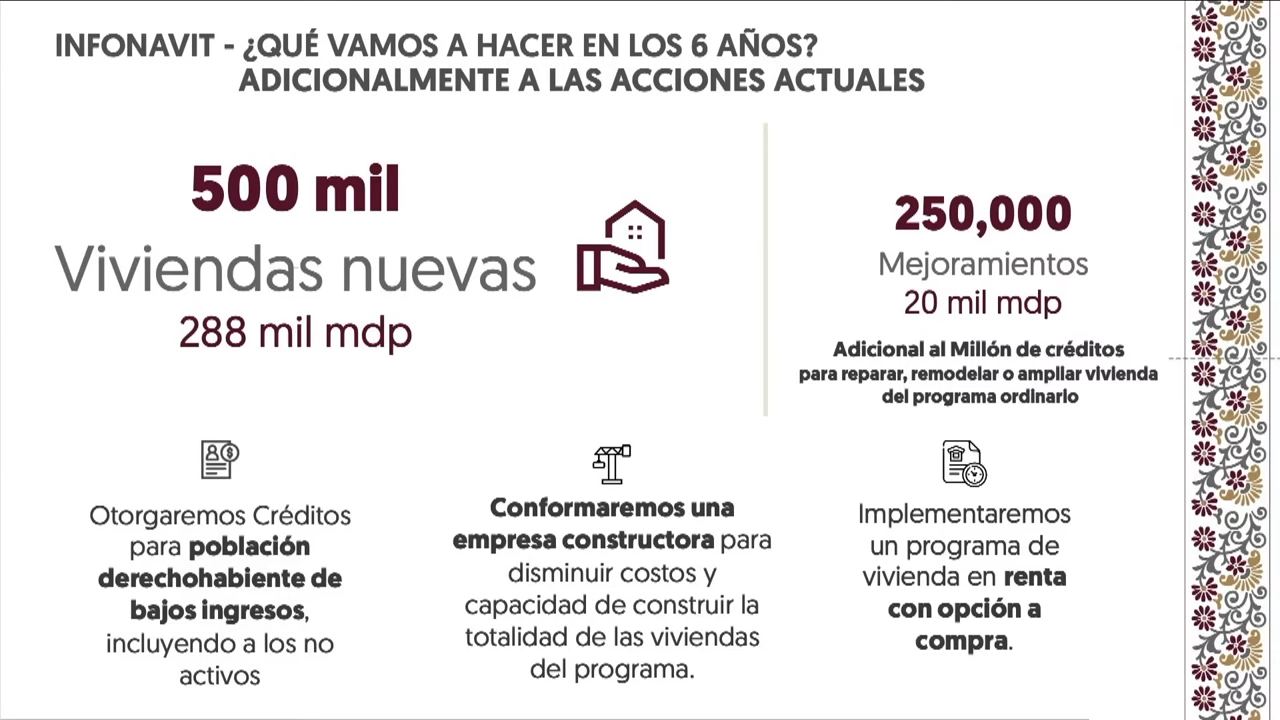 INFONAVIT - ¿QUÉ VAMOS A HACER EN LOS 6 AÑOS?
ADICIONALMENTE A LAS ACCIONES ACTUALES
500 mil
Viviendas nuevas
288 mil mdp
250,000
Mejoramientos
20 mil mdp
Adicional al Millón de créditos
para reparar, remodelar o ampliar vivienda
del programa ordinario
Otorgaremos Créditos
para población
derechohabiente de
bajos ingresos,
incluyendo a los no
activos
Conformaremos una
empresa constructora para
disminuir costos y
capacidad de construir la
totalidad de las viviendas
del programa.
Implementaremos
un programa de
vivienda en renta
con opción a
compra.